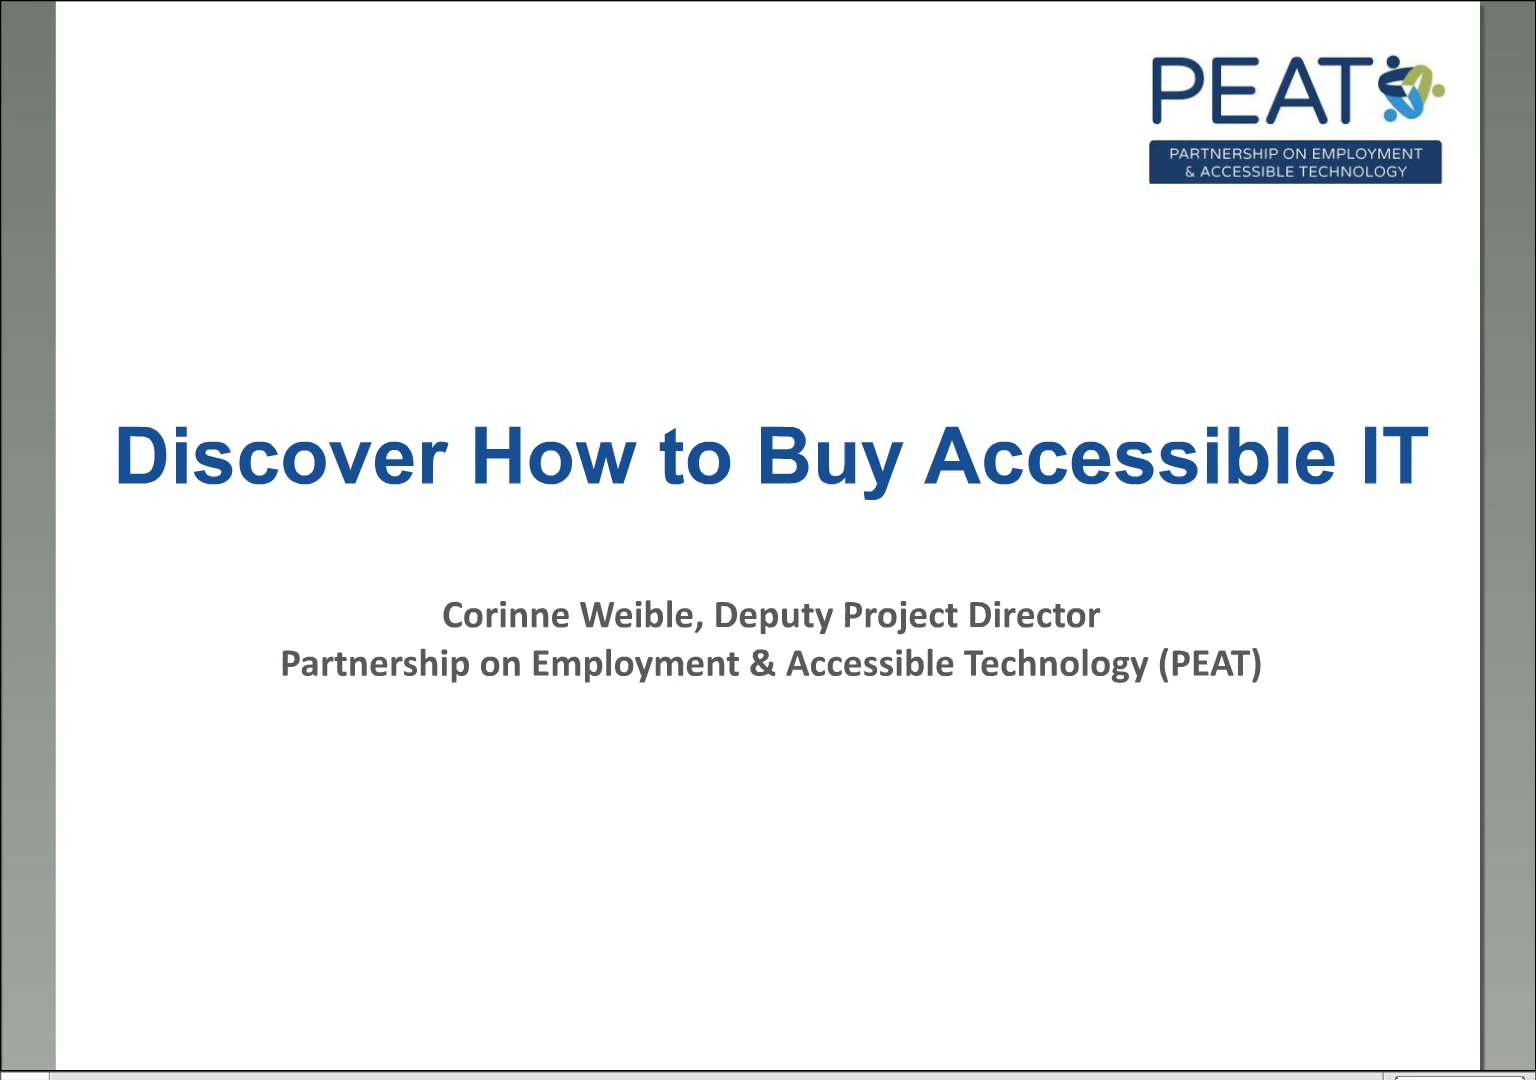 PEAT
PARTNERSHIP ON EMPLOYMENT
& ACCESSIBLE TECHNOLOGY
Discover How to Buy Accessible IT
Corinne Weible, Deputy Project Director
Partnership on Employment & Accessible Technology (PEAT)